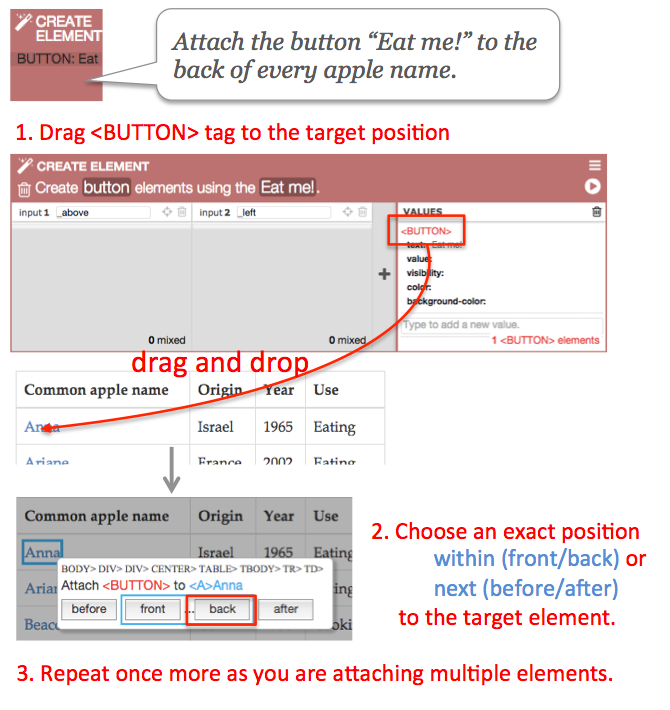 CREATE
ELEMENT
BUTTON: Eat
Attach the button “Eat me!” to the
back of every apple name.
1. Drag <BUTTON> tag to the target position
CREATE ELEMENT
Create button elements using the Eat me!.
input 1 _above
input 2 _left
VALUES
<BUTTON>
text: Eat me!
value:
visibility:
color:
background-color:
Type to add a new value.
0 mixed
0 mixed
1 <BUTTON> elements
drag and drop
Common apple name Origin Year Use
Anna Israel 1965 Eating
Ariane France 2002 Eating
Common apple name Origin Year Use
Anna Israel 1965 Eating
BODY> DIV> DIV> CENTER> TABLE> TBODY> TR> TD>
Attach <BUTTON> to <A>Anna
before front ... back after
2. Choose an exact position
within (front/back) or
next (before/after)
to the target element.
3. Repeat once more as you are attaching multiple elements.